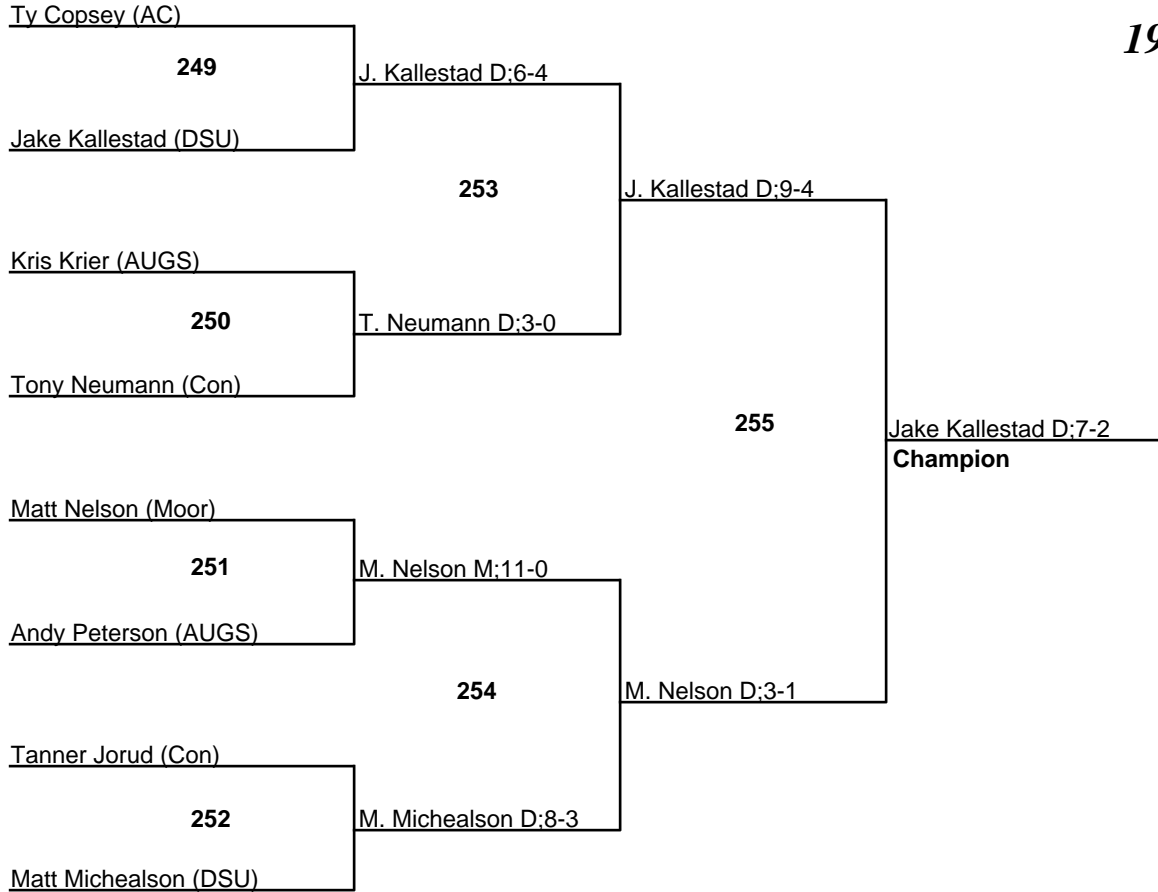 Ty Copsey (AC)
19
249
J. Kallestad D;6-4
Jake Kallestad (DSU)
253
J. Kallestad D;9-4
Kris Krier (AUGS)
250
T. Neumann D;3-0
Tony Neumann (Con)
255
Jake Kallestad D;7-2
Champion
Matt Nelson (Moor)
251
M. Nelson M;11-0
Andy Peterson (AUGS)
254
M. Nelson D;3-1
Tanner Jorud (Con)
252
M. Michealson D;8-3
Matt Michealson (DSU)